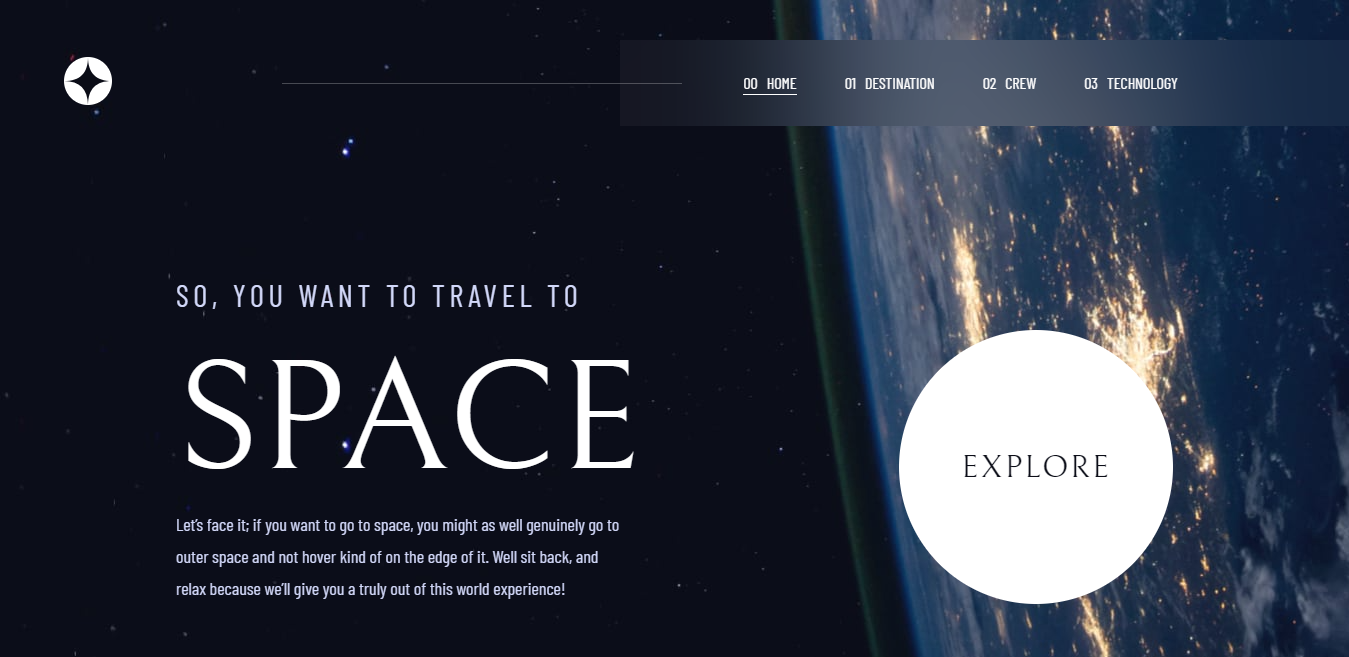 00 HOME 01 DESTINATION 02 CREW 03 TECHNOLOGY
SO, YOU WANT TO TRAVEL TO
SPACE
Let’s face it; if you want to go to space, you might as well genuinely go to
outer space and not hover kind of on the edge of it. Well sit back, and
relax because we’ll give you a truly out of this world experience!
EXPLORE